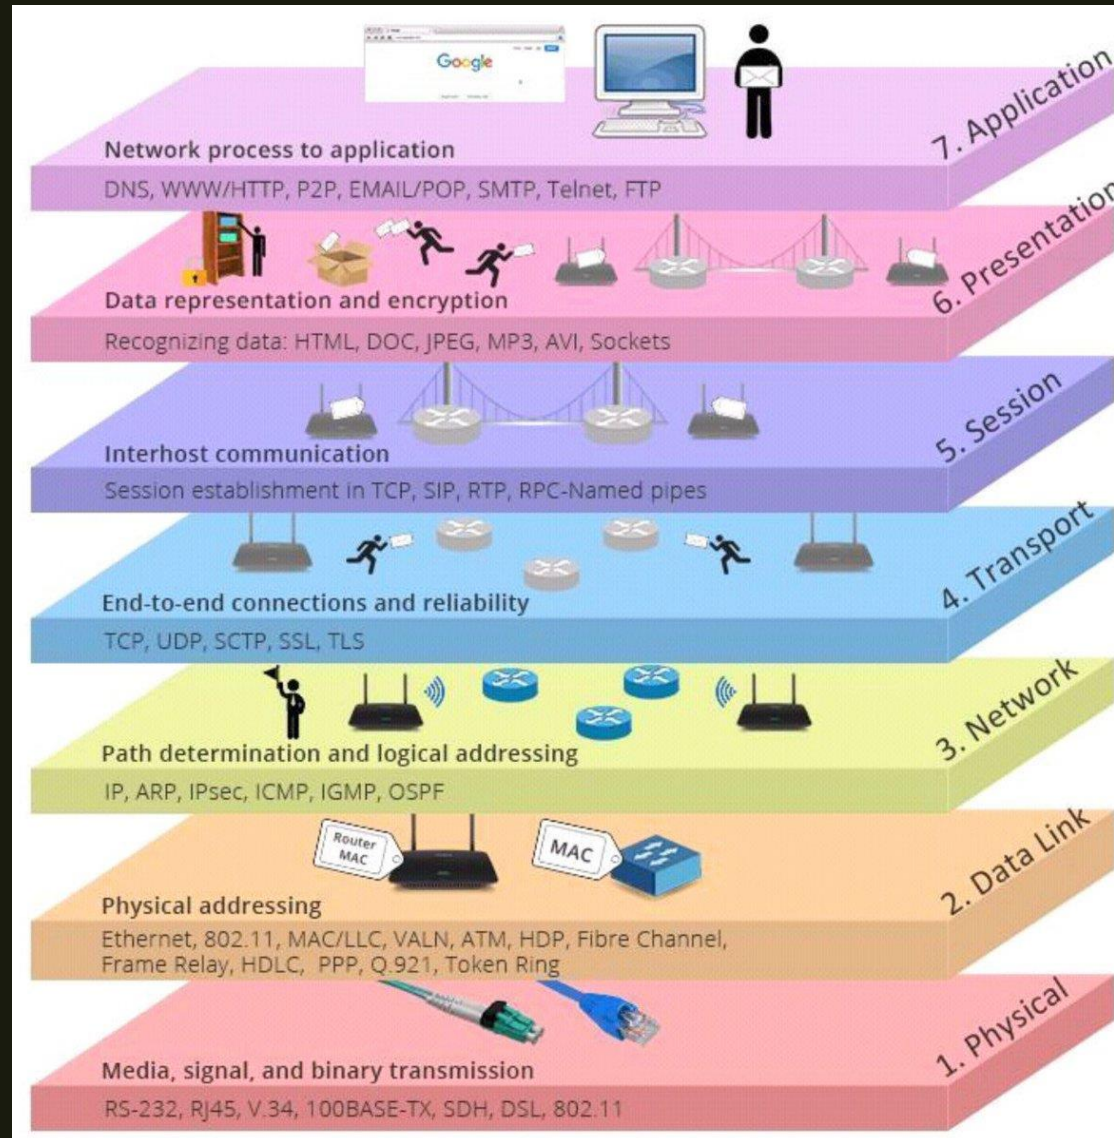 Google
7. Application
Network process to application
DNS, WWW/HTTP, P2P, EMAIL/POP, SMTP, Telnet, FTP
6. Presentation
Data representation and encryption
Recognizing data: HTML, DOC, JPEG, MP3, AVI, Sockets
5. Session
Interhost communication
Session establishment in TCP, SIP, RTP, RPC-Named pipes
4. Transport
End-to-end connections and reliability
TCP, UDP, SCTP, SSL, TLS
3. Network
Path determination and logical addressing
IP, ARP, IPsec, ICMP, IGMP, OSPF
Router
MAC
MAC
2. Data Link
Physical addressing
Ethernet, 802.11, MAC/LLC, VALN, ATM, HDP, Fibre Channel,
Frame Relay, HDLC, PPP, Q.921, Token Ring
1. Physical
Media, signal, and binary transmission
RS-232, RJ45, V.34, 100BASE-TX, SDH, DSL, 802.11